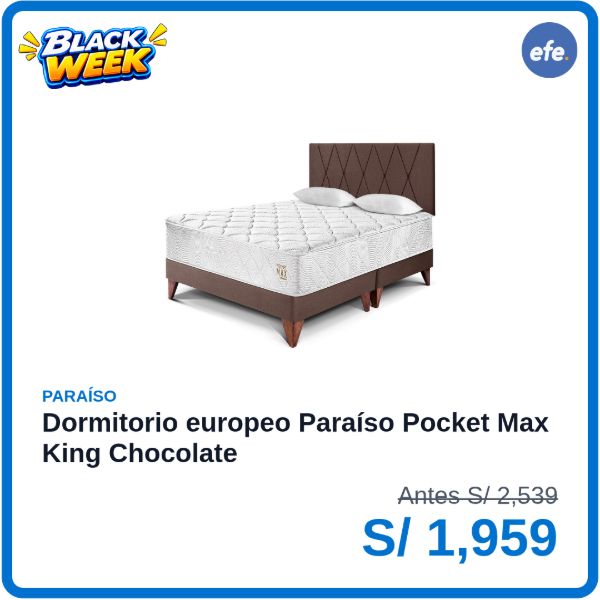 BLACK
WEEK
efe.
PARAÍSO
Dormitorio europeo Paraíso Pocket Max
King Chocolate
Antes S/ 2,539
S/ 1,959